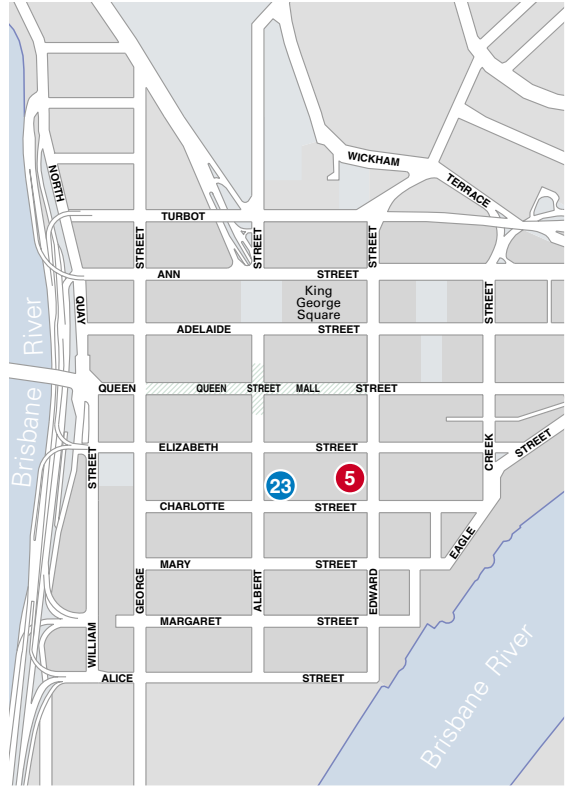 WICKHAM
TERRACE
NORTH
QUAY
TURBOT
STREET
STREET
STREET
ANN STREET
King
George
Square
STREET
ADELAIDE STREET
QUEEN QUEEN STREET MALL STREET
Brisbane River
ELIZABETH STREET
STREET
CREEK
STREET
23
5
CHARLOTTE STREET
EAGLE
MARY STREET
GEORGE
ALBERT
EDWARD
MARGARET STREET
WILLIAM
ALICE STREET
Brisbane River